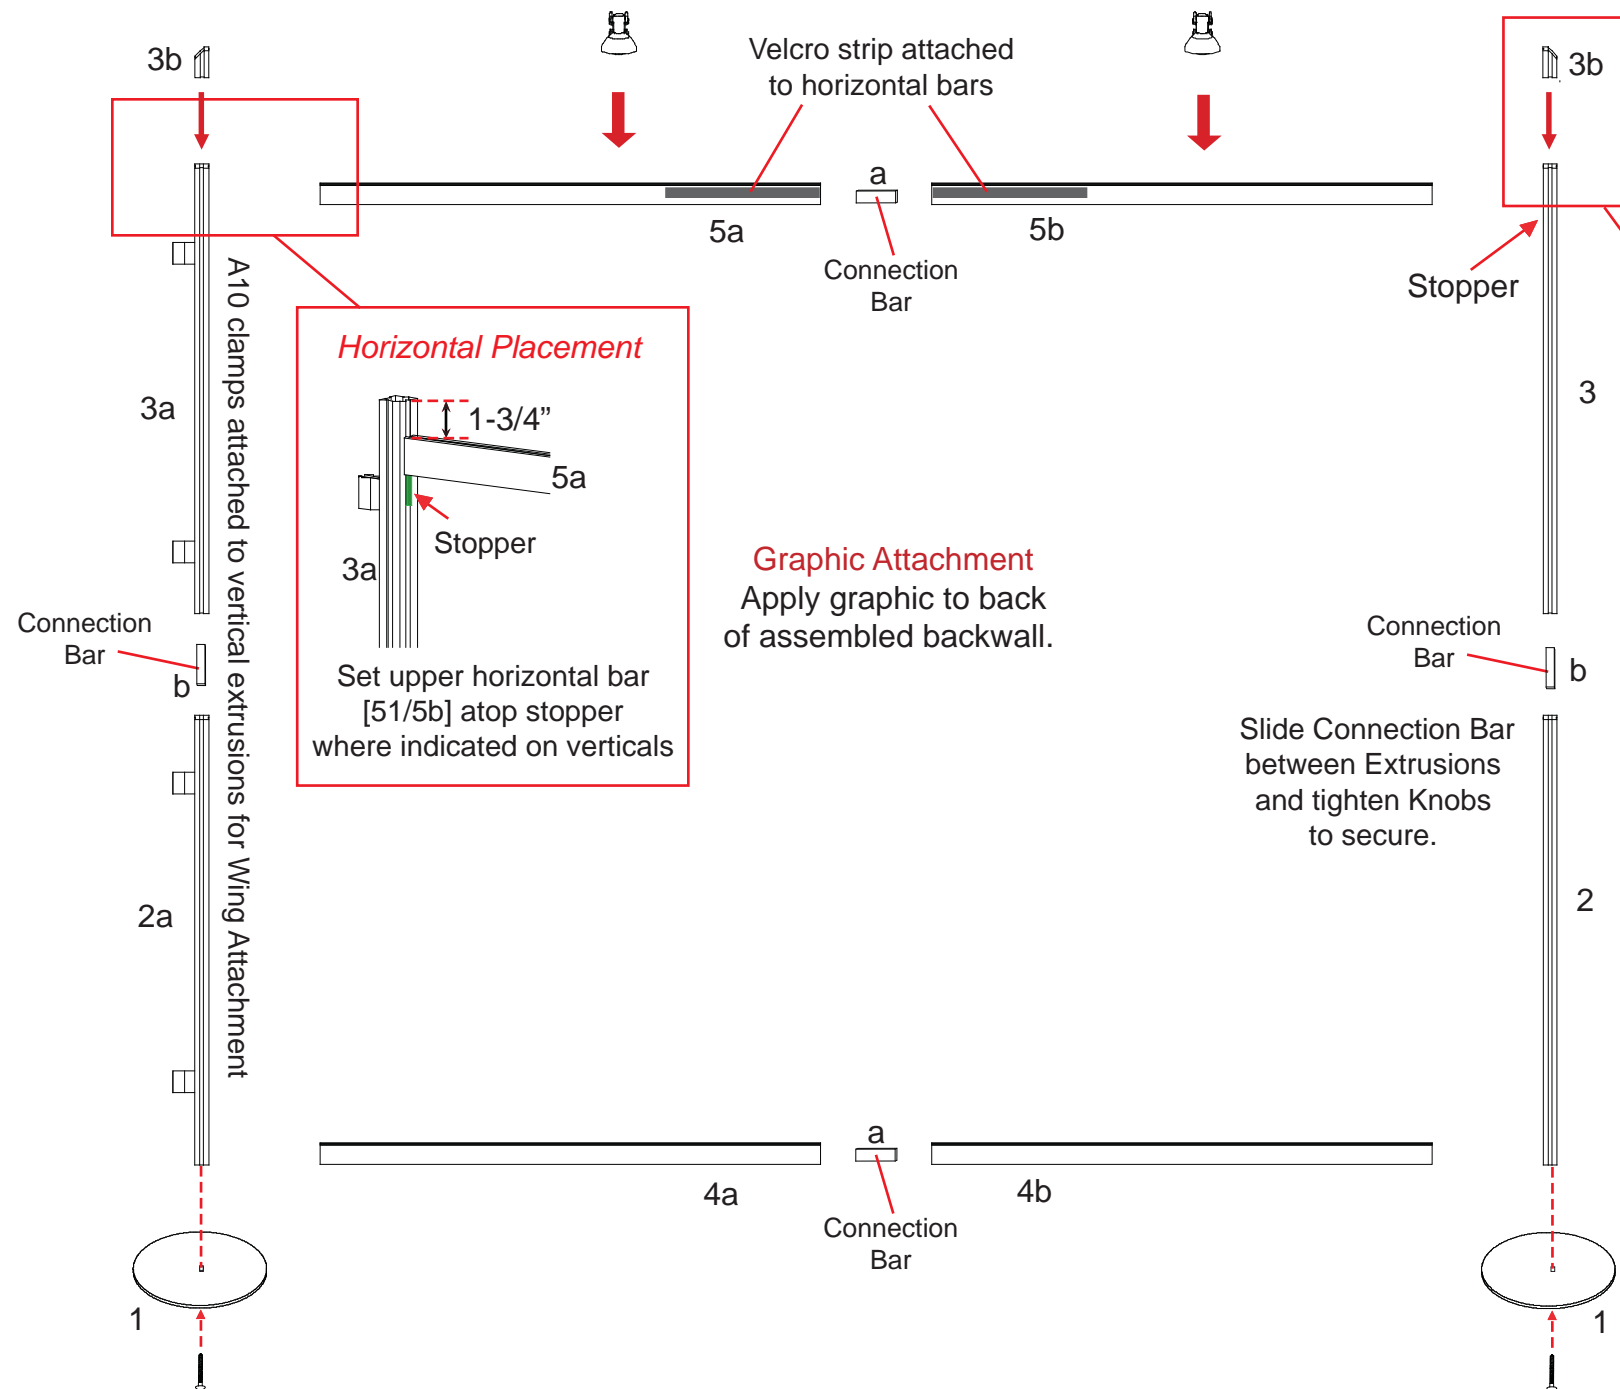 3b
Velcro strip attached
to horizontal bars
3b
a
5a
5b
Connection
Bar
Stopper
A10 clamps attached to vertical extrusions for Wing Attachment
Horizontal Placement
1-3/4”
5a
Stopper
3a
Set upper horizontal bar
[51/5b] atop stopper
where indicated on verticals
3a
3
Graphic Attachment
Apply graphic to back
of assembled backwall.
Connection
Bar
b
Connection
Bar
b
Slide Connection Bar
between Extrusions
and tighten Knobs
to secure.
2a
2
a
4a
4b
Connection
Bar
1
1